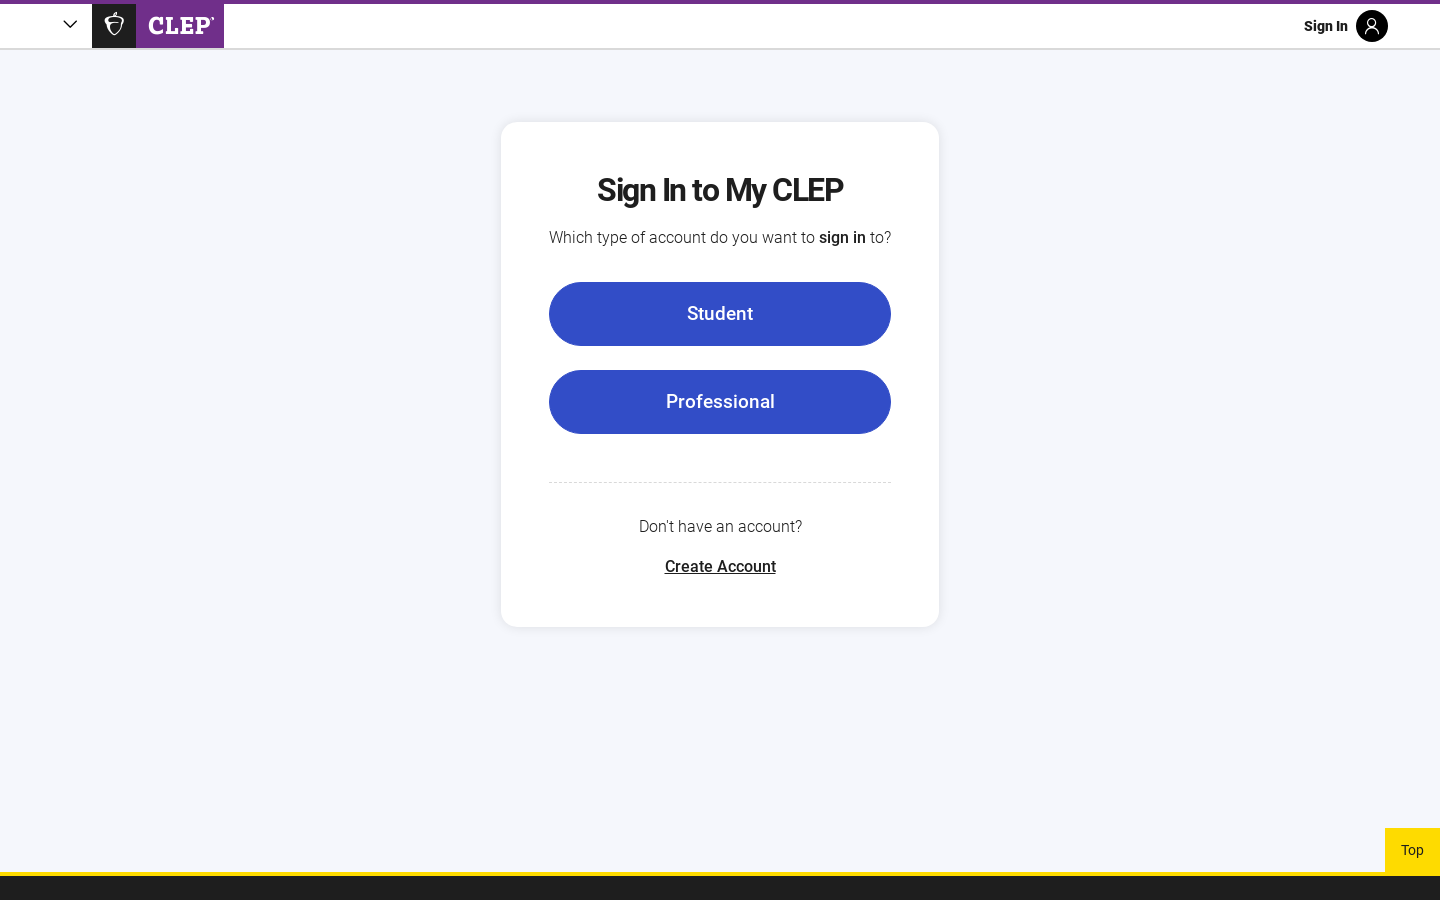 CLEP
Sign In
Sign In to My CLEP
Which type of account do you want to sign in to?
Student
Professional
Don't have an account?
Create Account
Top